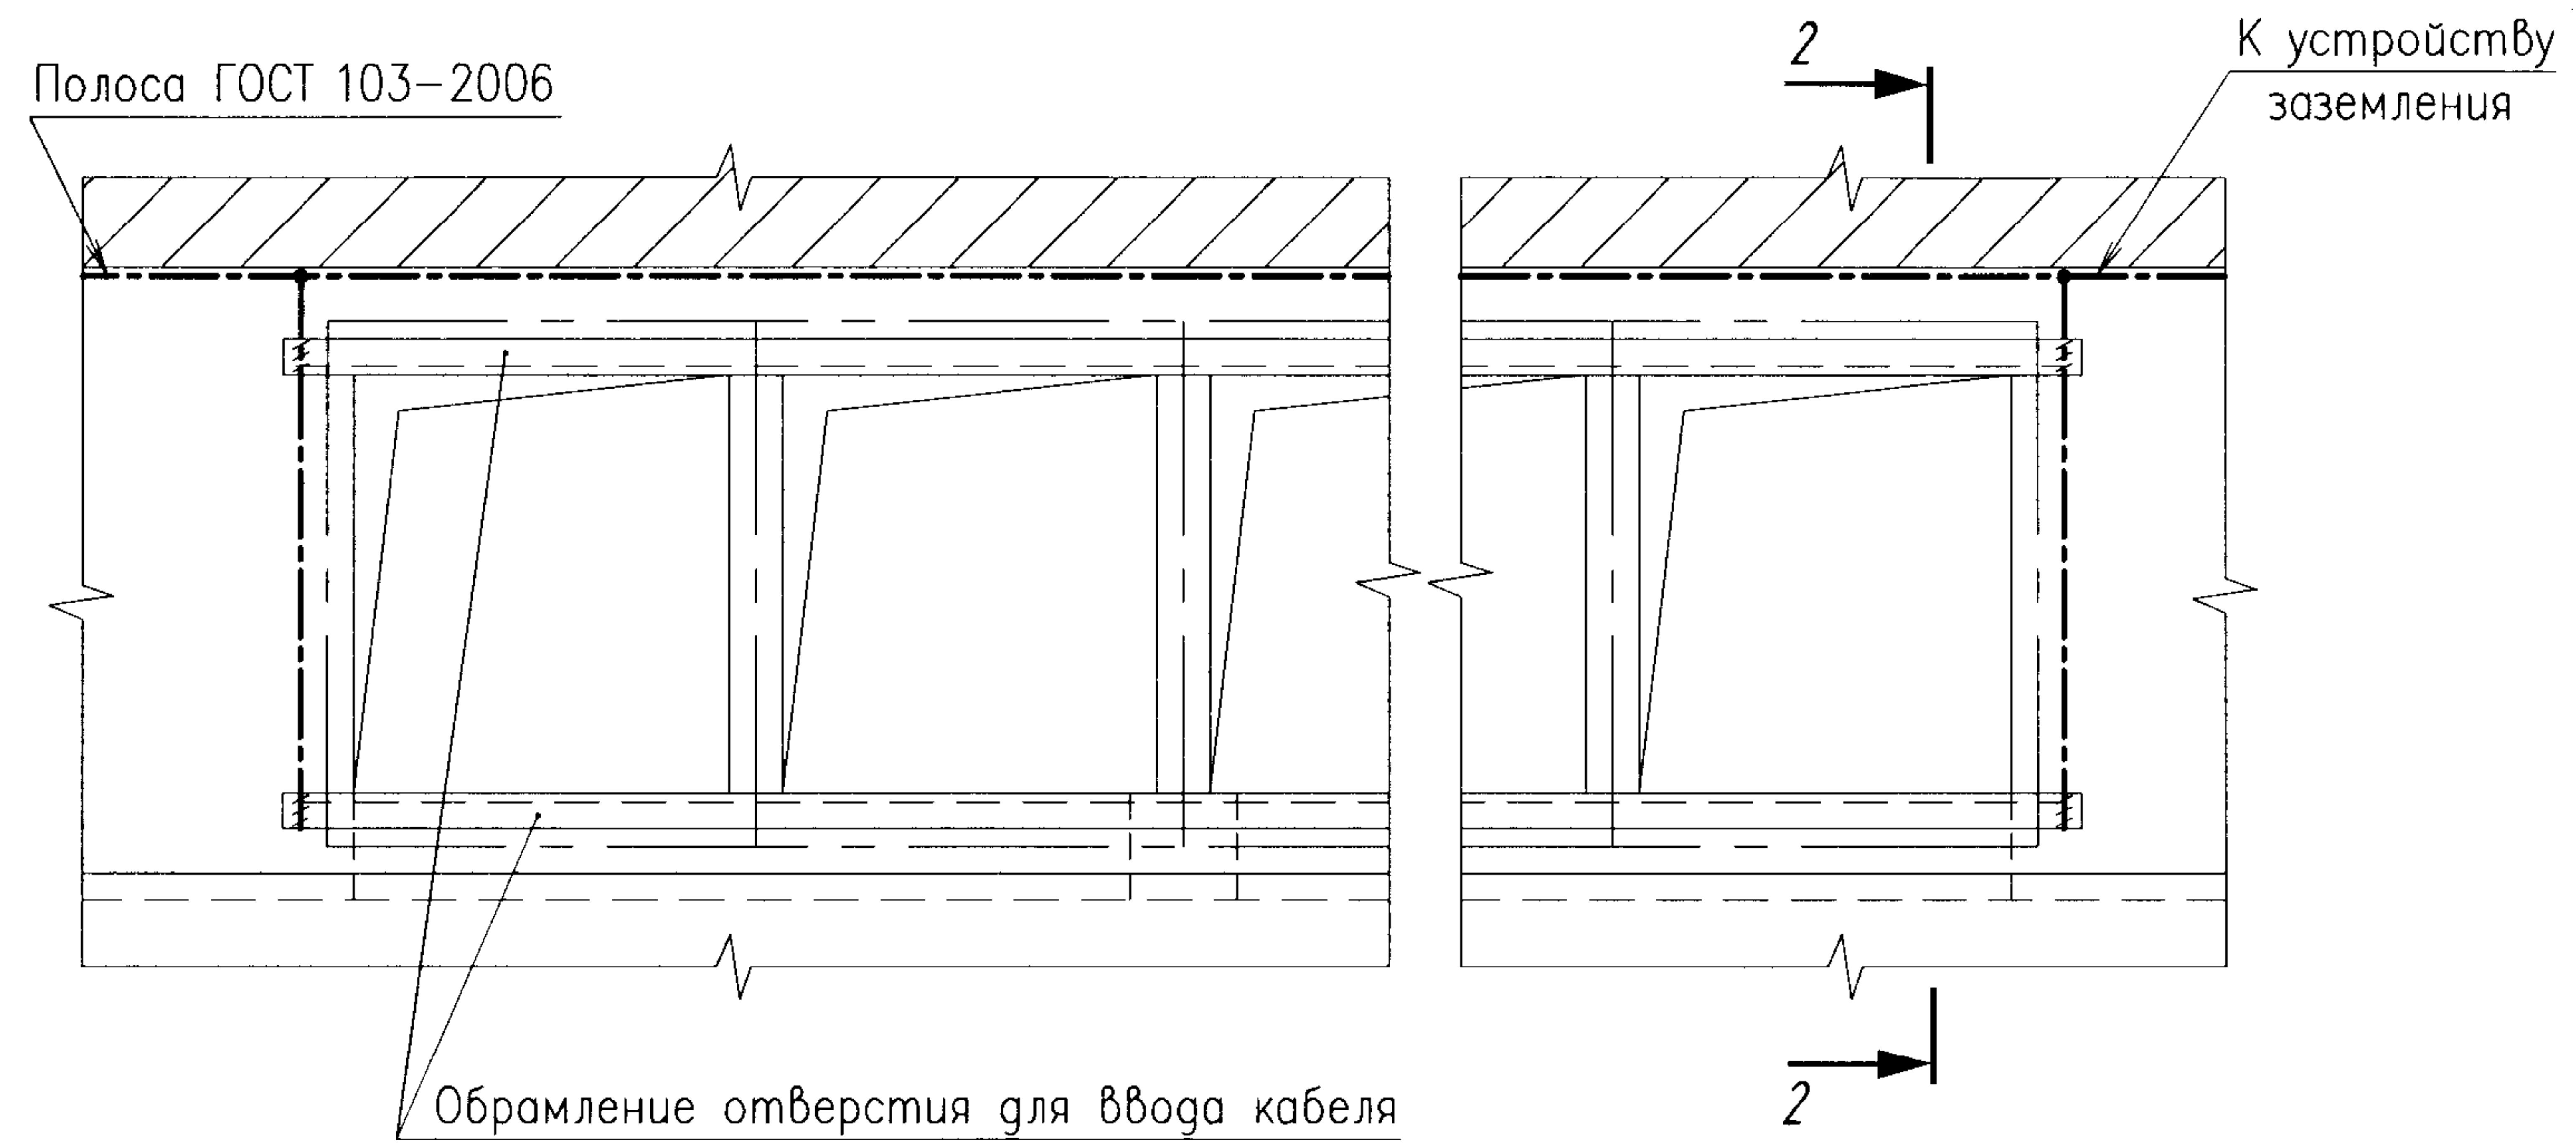 2
К устройству
заземления
Полоса ГОСТ 103-2006
Обрамление отверстия для ввода кабеля
2